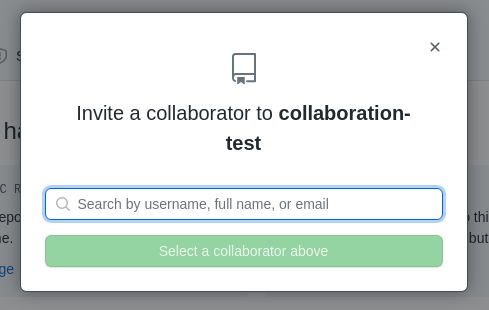 Invite a collaborator to collaboration-
test
Search by username, full name, or email
Select a collaborator above